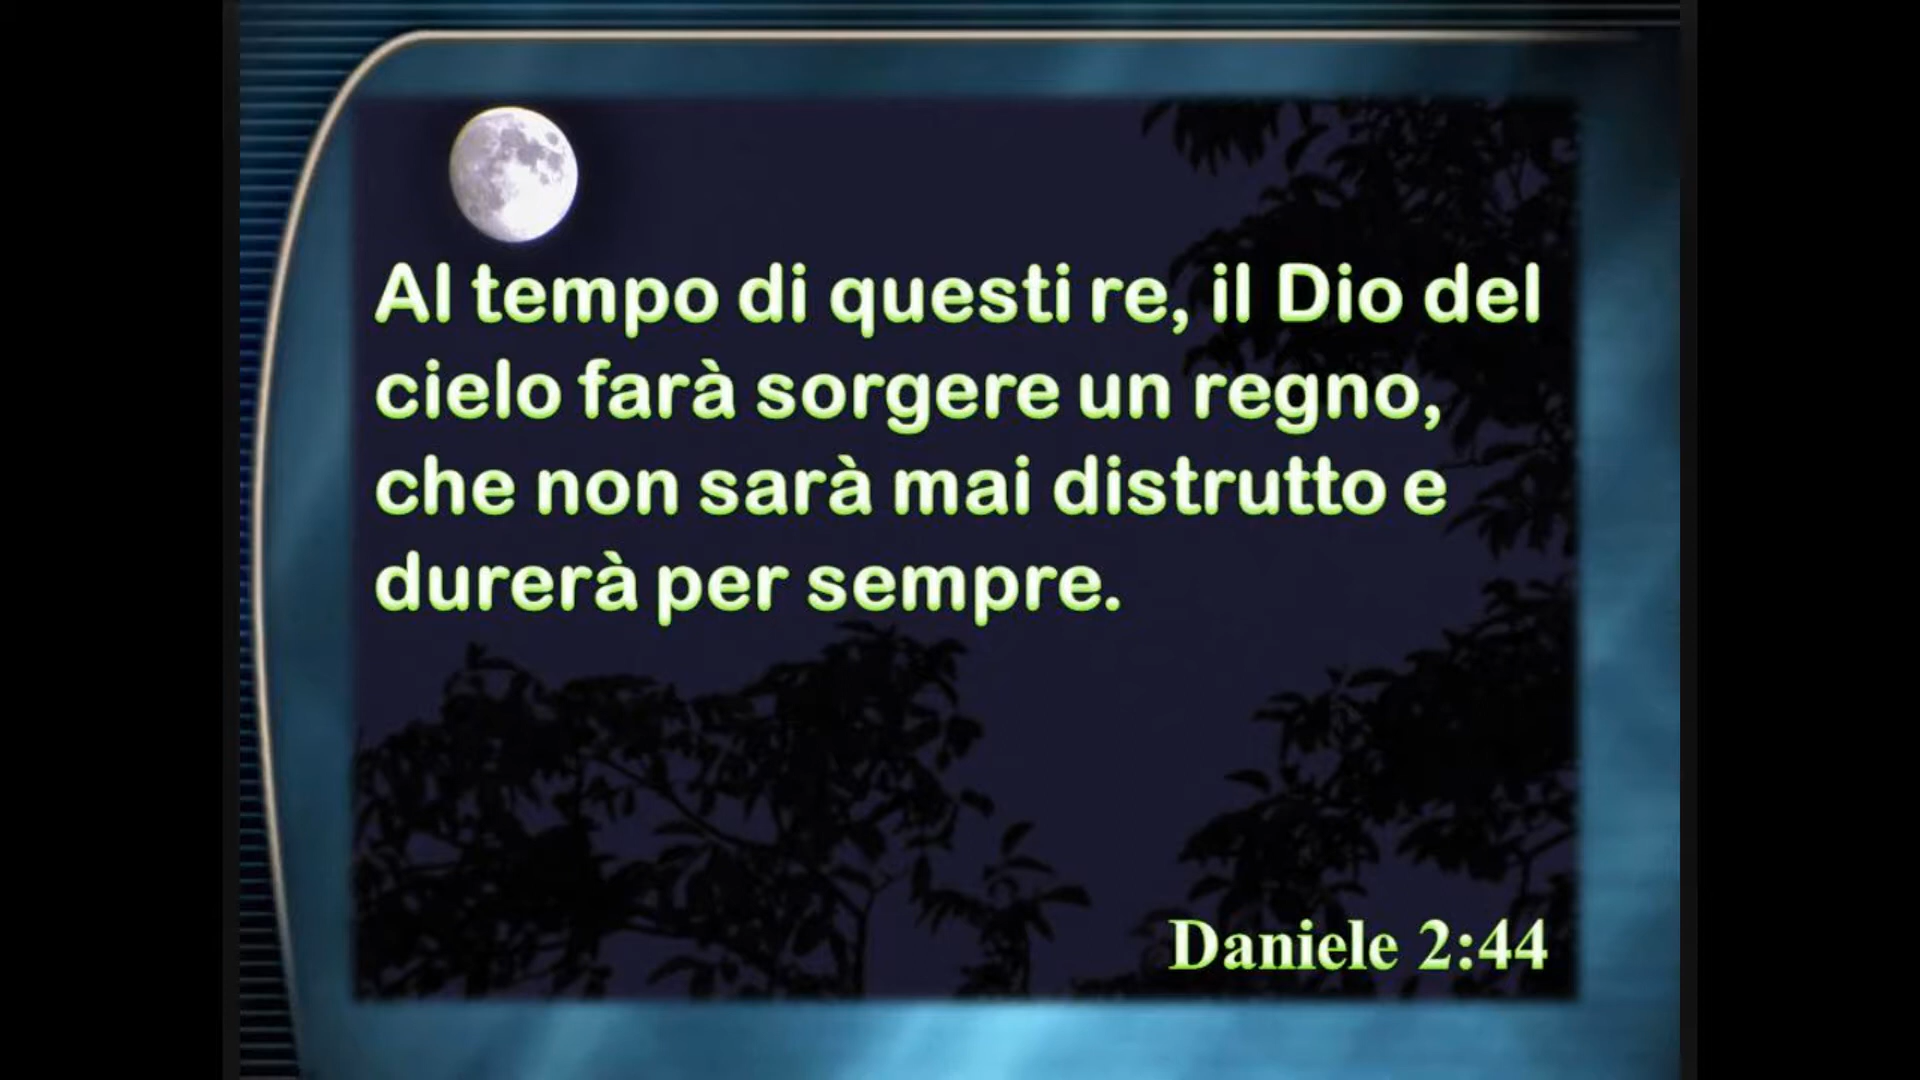 Al tempo di questi re, il Dio del
cielo farà sorgere un regno,
che non sarà mai distrutto e
durerà per sempre.
Daniele 2:44